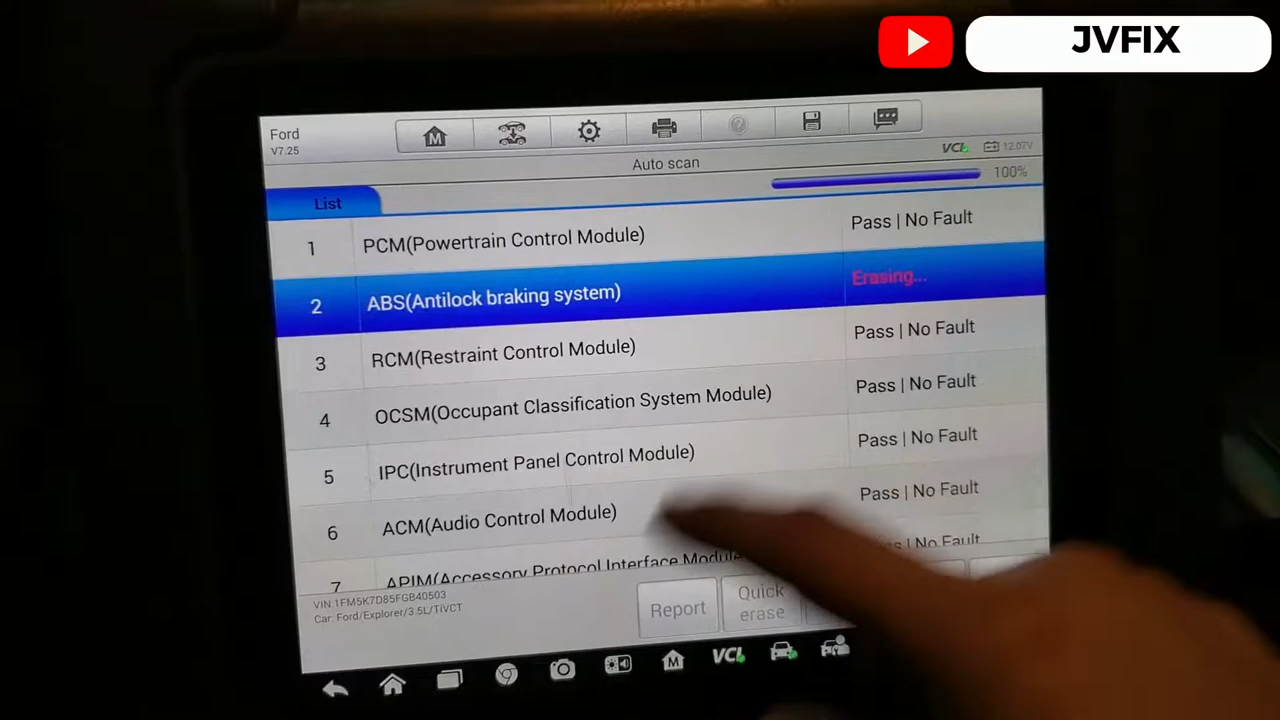 JVFIX
Ford
V7.25
Auto scan
VCI
12.07V
100%
List
1 PCM(Powertrain Control Module) Pass | No Fault
2 ABS(Antilock braking system) Erasing...
3 RCM(Restraint Control Module) Pass | No Fault
4 OCSM(Occupant Classification System Module) Pass | No Fault
5 IPC(Instrument Panel Control Module) Pass | No Fault
6 ACM(Audio Control Module) Pass | No Fault
7 APIM(Accessory Protocol Interface Module No Fault
VIN:1FM5K7D85FGB40503
Car: Ford/Explorer/3.5L/TiVCT
Report
Quick
erase
VCI